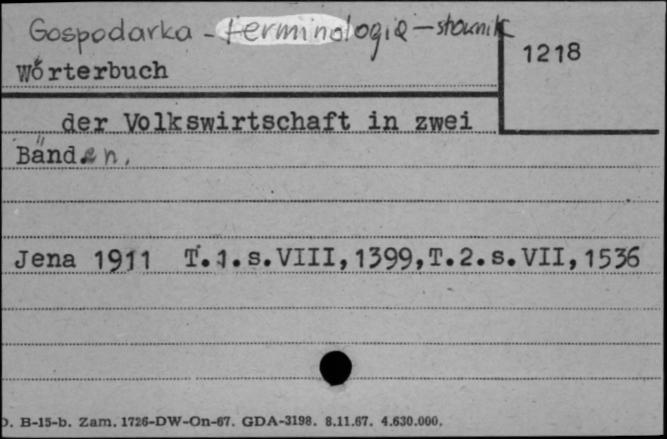 Gospodarka - terminologia - słownik
1218
Wörterbuch
der Volkswirtschaft in zwei
Bänden.
Jena 1911 T.1.s.VIII,1399,T.2.s.VII,1536
D. B-15-b. Zam. 1726-DW-On-67. GDA-3198. 8.11.67. 4.630.000.